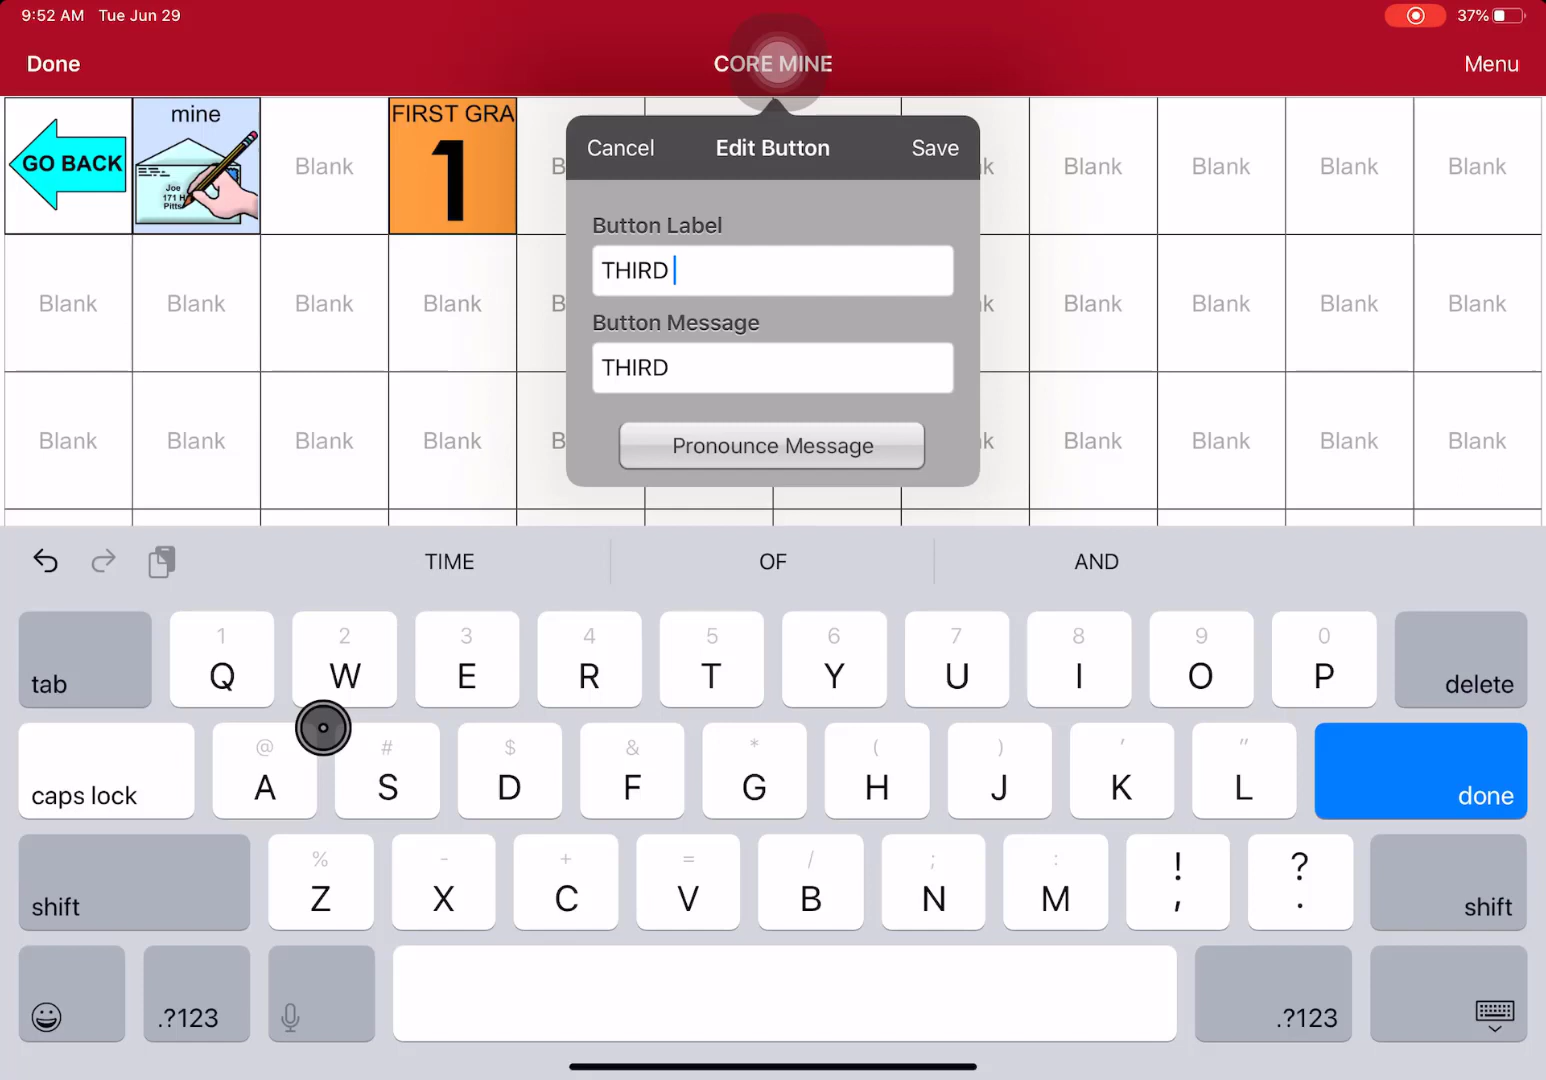 9:52 AM Tue Jun 29
37%
Done
CORE MINE
Menu
GO BACK
mine
Joe
171 H
Pitts
Blank
FIRST GRA
1
B
k
Blank
Blank
Blank
Blank
Cancel
Edit Button
Save
Button Label
THIRD
Button Message
THIRD
Pronounce Message
Blank
Blank
Blank
Blank
B
k
Blank
Blank
Blank
Blank
Blank
Blank
Blank
Blank
B
k
Blank
Blank
Blank
Blank
TIME
OF
AND
tab
1 2 3 4 5 6 7 8 9 0
Q W E R T Y U I O P
delete
caps lock
@ # $ & * ( ) ' "
A S D F G H J K L
done
shift
% - + = / ; : ! ?
Z X C V B N M , .
shift
.?123
.?123